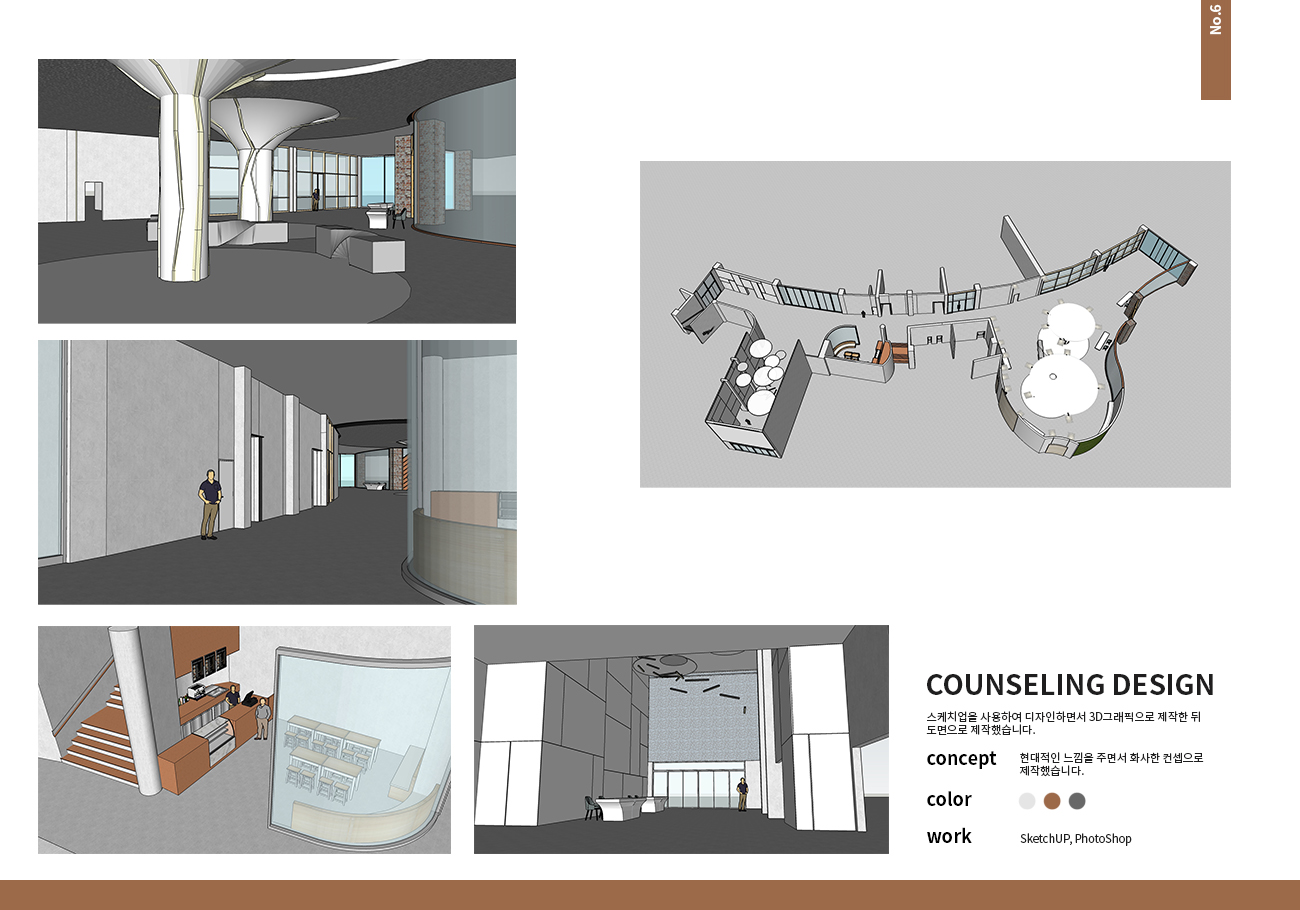 No.6
COUNSELING DESIGN
스케치업을 사용하여 디자인하면서 3D그래픽으로 제작한 뒤
도면으로 제작했습니다.
concept
현대적인 느낌을 주면서 화사한 컨셉으로
제작했습니다.
color
work
SketchUP, PhotoShop